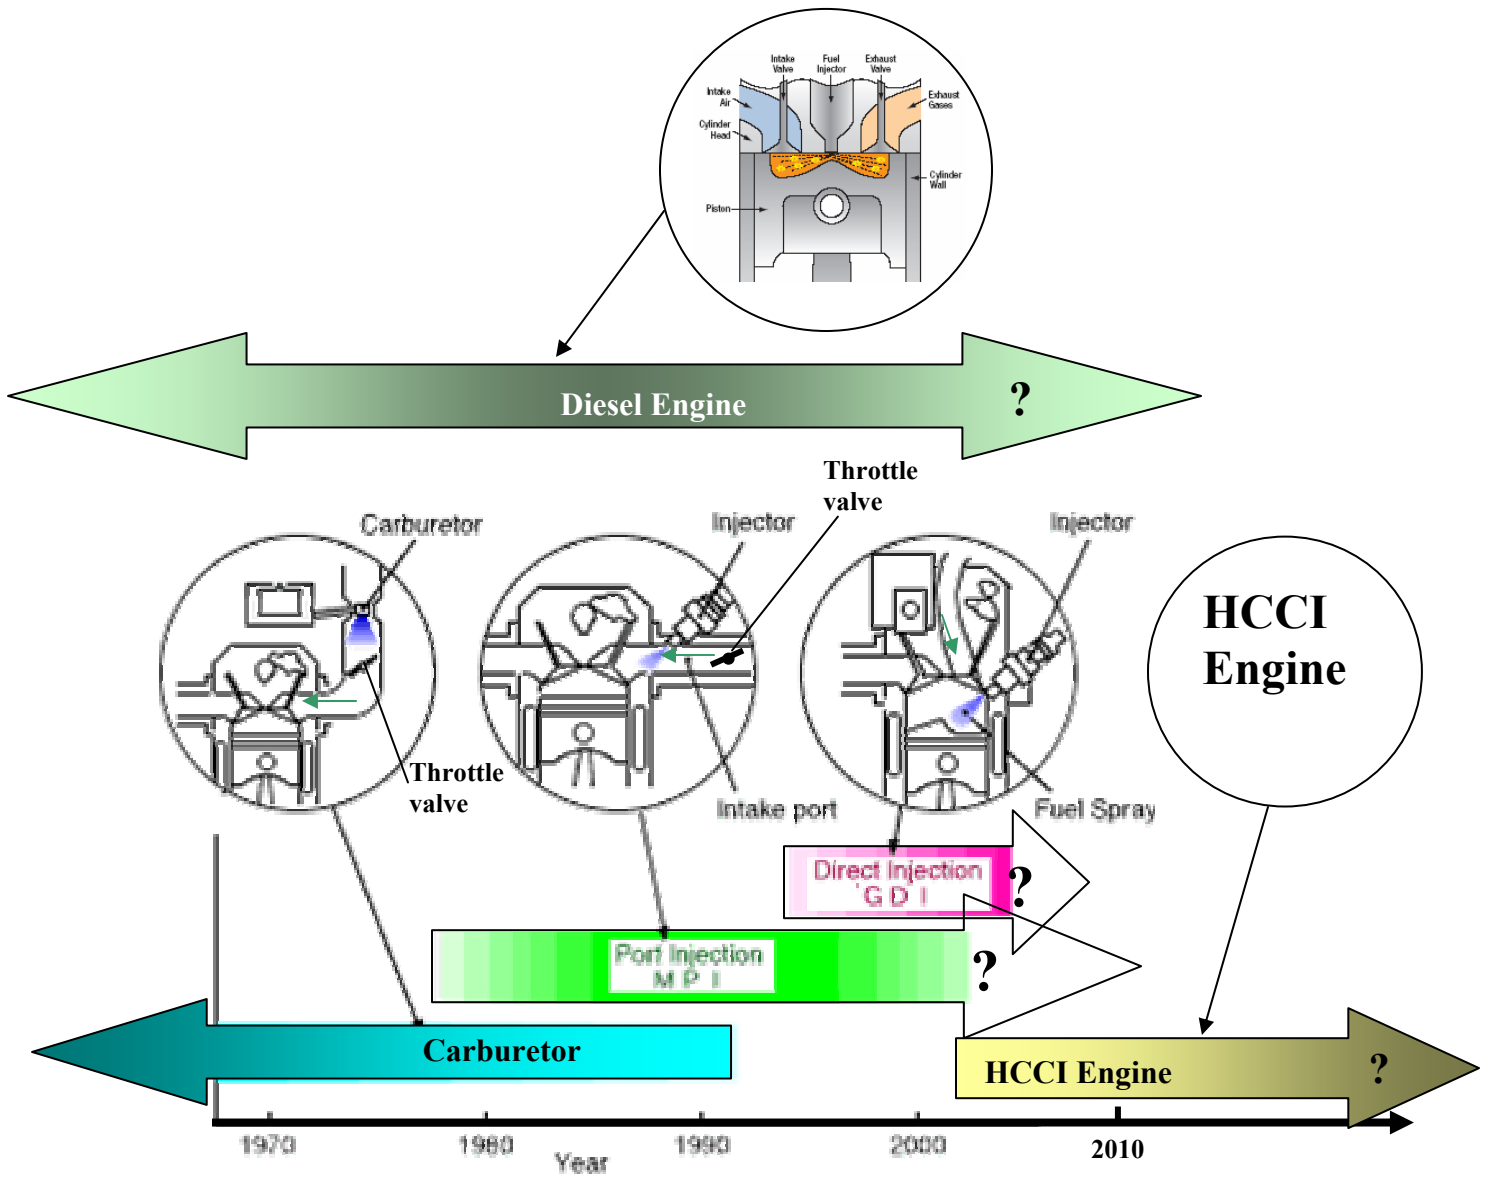 Intake
Valve
Fuel
Injector
Exhaust
Valve
Intake
Air
Exhaust
Gases
Cylinder
Head
Cylinder
Wall
Piston
Diesel Engine
?
Throttle
valve
Carburetor
Injector
Injector
HCCI
Engine
Throttle
valve
Intake port
Fuel Spray
Direct Injection
G D I
?
Port Injection
M P I
?
Carburetor
HCCI Engine
?
1970
1980
1990
2000
2010
Year